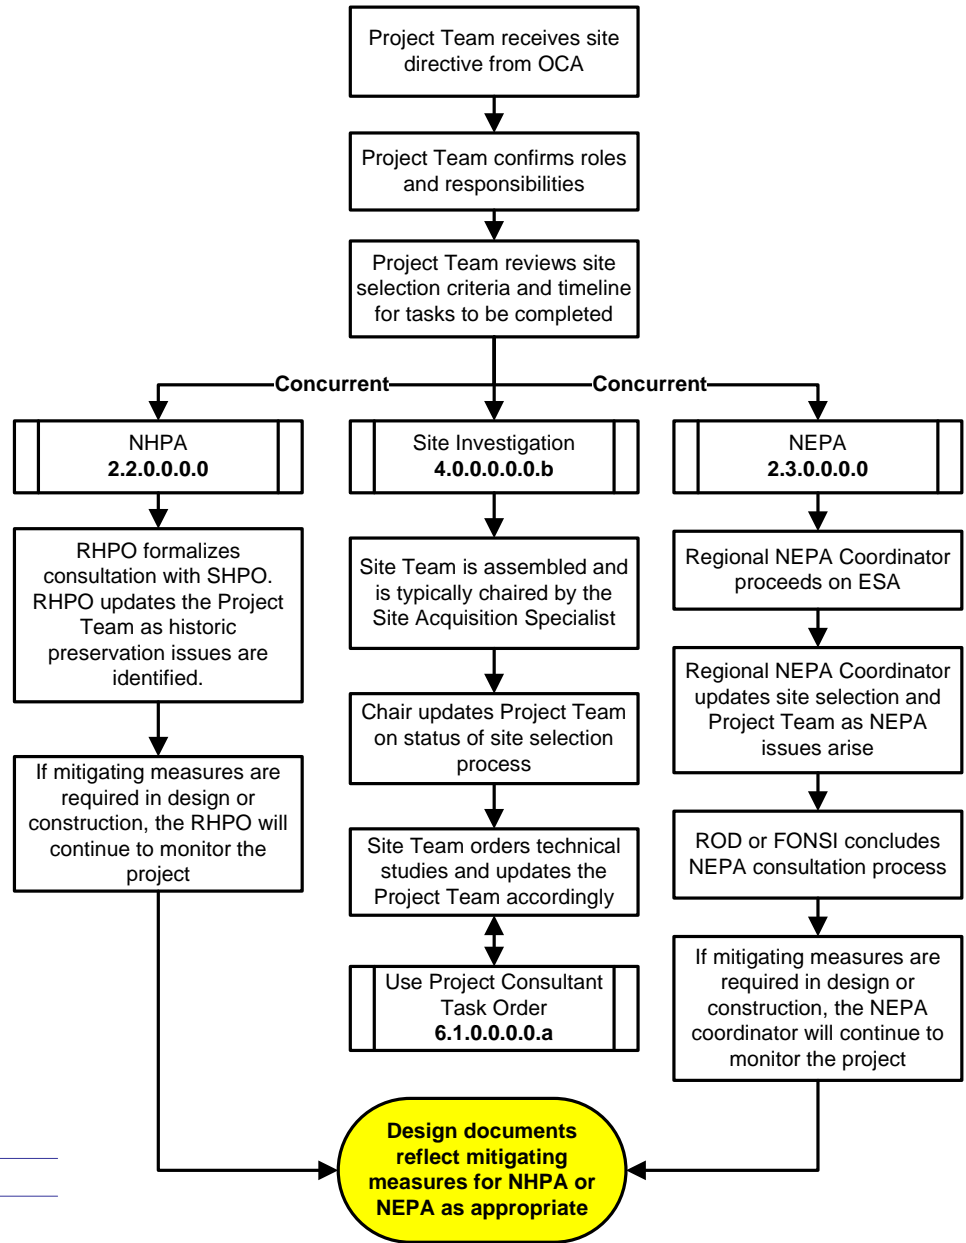 Project Team receives site
directive from OCA
Project Team confirms roles
and responsibilities
Project Team reviews site
selection criteria and timeline
for tasks to be completed
Concurrent
Concurrent
NHPA
2.2.0.0.0.0
Site Investigation
4.0.0.0.0.0.b
NEPA
2.3.0.0.0.0
RHPO formalizes
consultation with SHPO.
RHPO updates the Project
Team as historic
preservation issues are
identified.
If mitigating measures are
required in design or
construction, the RHPO will
continue to monitor the
project
Site Team is assembled and
is typically chaired by the
Site Acquisition Specialist
Chair updates Project Team
on status of site selection
process
Site Team orders technical
studies and updates the
Project Team accordingly
Use Project Consultant
Task Order
6.1.0.0.0.0.a
Regional NEPA Coordinator
proceeds on ESA
Regional NEPA Coordinator
updates site selection and
Project Team as NEPA
issues arise
ROD or FONSI concludes
NEPA consultation process
If mitigating measures are
required in design or
construction, the NEPA
coordinator will continue to
monitor the project
Design documents
reflect mitigating
measures for NHPA or
NEPA as appropriate